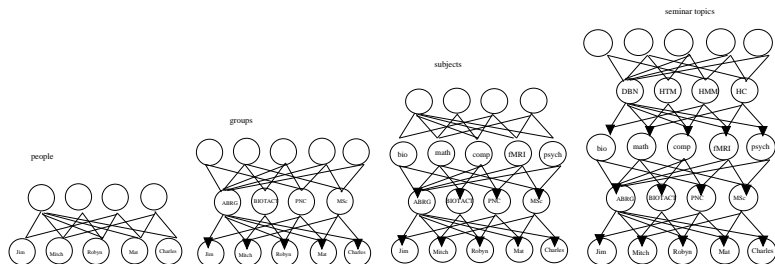 people
Jim Mitch Robyn Mat Charles
groups
ABRG BIOTACT PNC MSc
Jim Mitch Robyn Mat Charles
subjects
bio math comp fMRI psych
ABRG BIOTACT PNC MSc
Jim Mitch Robyn Mat Charles
seminar topics
DBN HTM HMM HC
bio math comp fMRI psych
ABRG BIOTACT PNC MSc
Jim Mitch Robyn Mat Charles